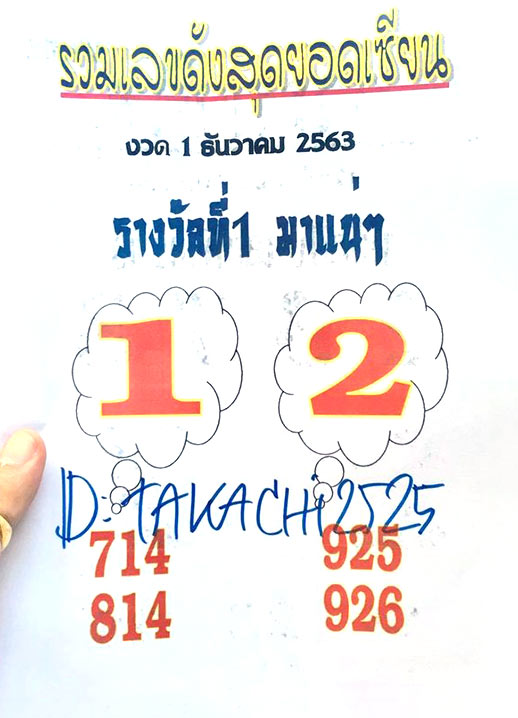 รวมเลขดังสุดยอดเซียน
งวด 1 ธันวาคม 2563
รางวัลที่1 มาแน่ๆ
1 2
ID: TAKACHi2525
714 925
814 926